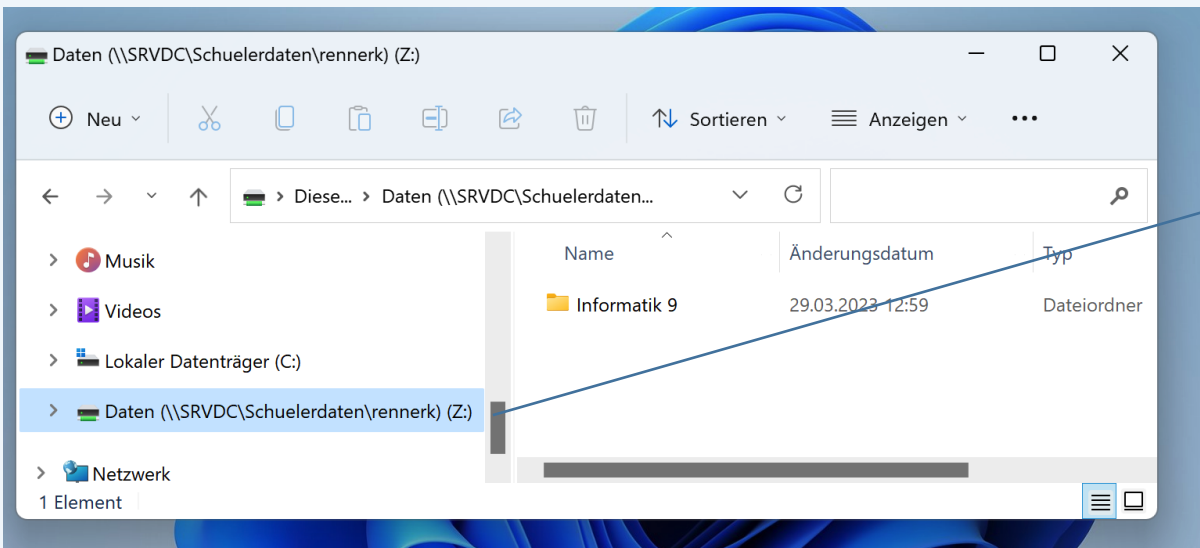 Daten (\\SRVDC\Schuelerdaten\rennerk) (Z:)
Neu Sortieren Anzeigen
Diese... Daten (\\SRVDC\Schuelerdaten...
Name Änderungsdatum Typ
Musik
Informatik 9 29.03.2023 12:59 Dateiordner
Videos
Lokaler Datenträger (C:)
Daten (\\SRVDC\Schuelerdaten\rennerk) (Z:)
Netzwerk
1 Element